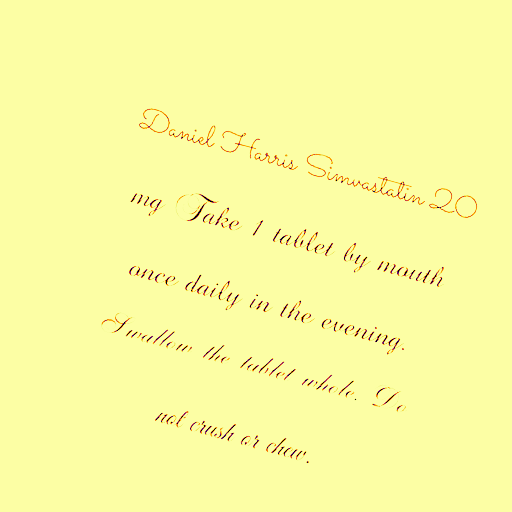 Daniel Harris Simvastatin 20
mg Take 1 tablet by mouth
once daily in the evening.
Swallow the tablet whole. Do
not crush or chew.